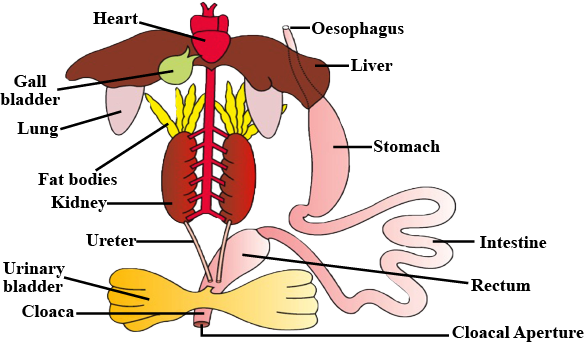 Heart
Oesophagus
Liver
Gall
bladder
Lung
Stomach
Fat bodies
Kidney
Ureter
Intestine
Urinary
bladder
Rectum
Cloaca
Cloacal Aperture